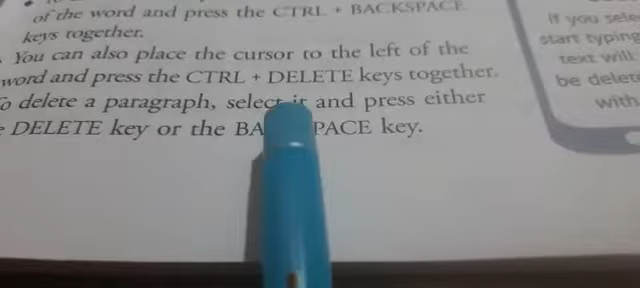 of the word and press the CTRL + BACKSPACE
keys together.
You can also place the cursor to the left of the
word and press the CTRL + DELETE keys together.
o delete a paragraph, select it and press either
e DELETE key or the BA PACE key.
If you sele
start typing
text will
be delet
with